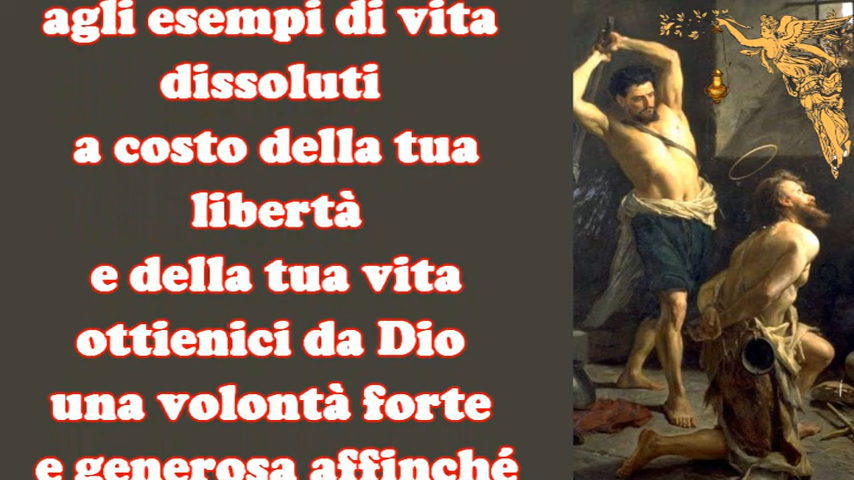 agli esempi di vita
dissoluti
a costo della tua
libertà
e della tua vita
ottienici da Dio
una volontà forte
e generosa affinché